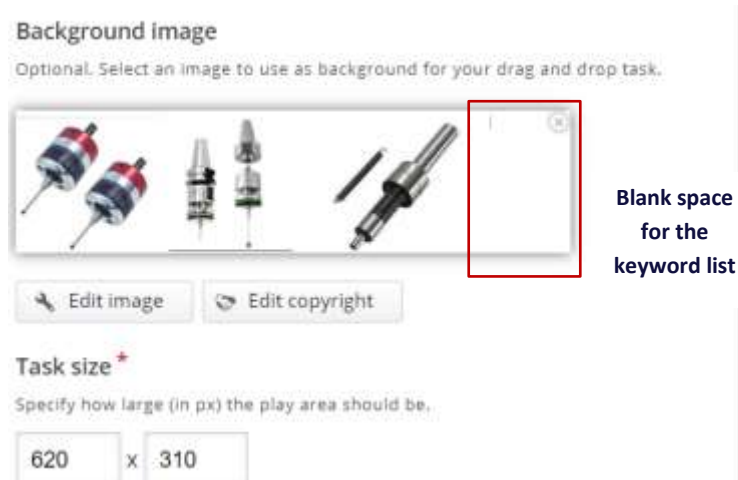 Background image
Optional. Select an image to use as background for your drag and drop task.
Blank space
for the
keyword list
Edit image
Edit copyright
Task size *
Specify how large (in px) the play area should be.
620 x 310